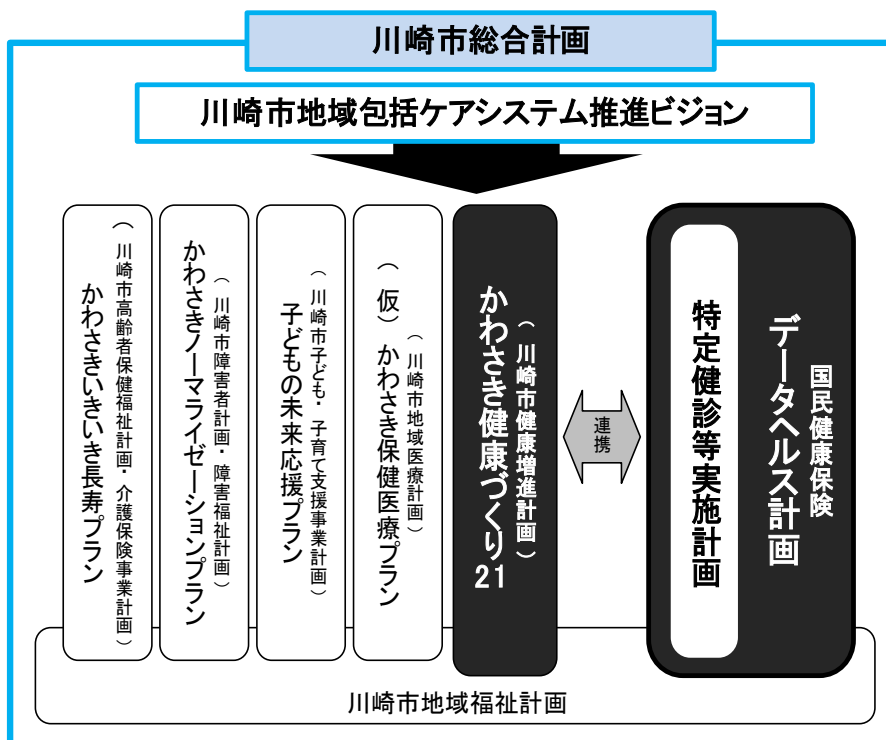 川崎市総合計画
川崎市地域包括ケアシステム推進ビジョン
かわさきいきいき長寿プラン
（川崎市高齢者保健福祉計画・介護保険事業計画）
かわさきノーマライゼーションプラン
（川崎市障害者計画・障害福祉計画）
子どもの未来応援プラン
（川崎市子ども・子育て支援事業計画）
（仮）かわさき保健医療プラン
（川崎市地域医療計画）
かわさき健康づくり21
（川崎市健康増進計画）
連携
特定健診等実施計画
国民健康保険
データヘルス計画
川崎市地域福祉計画